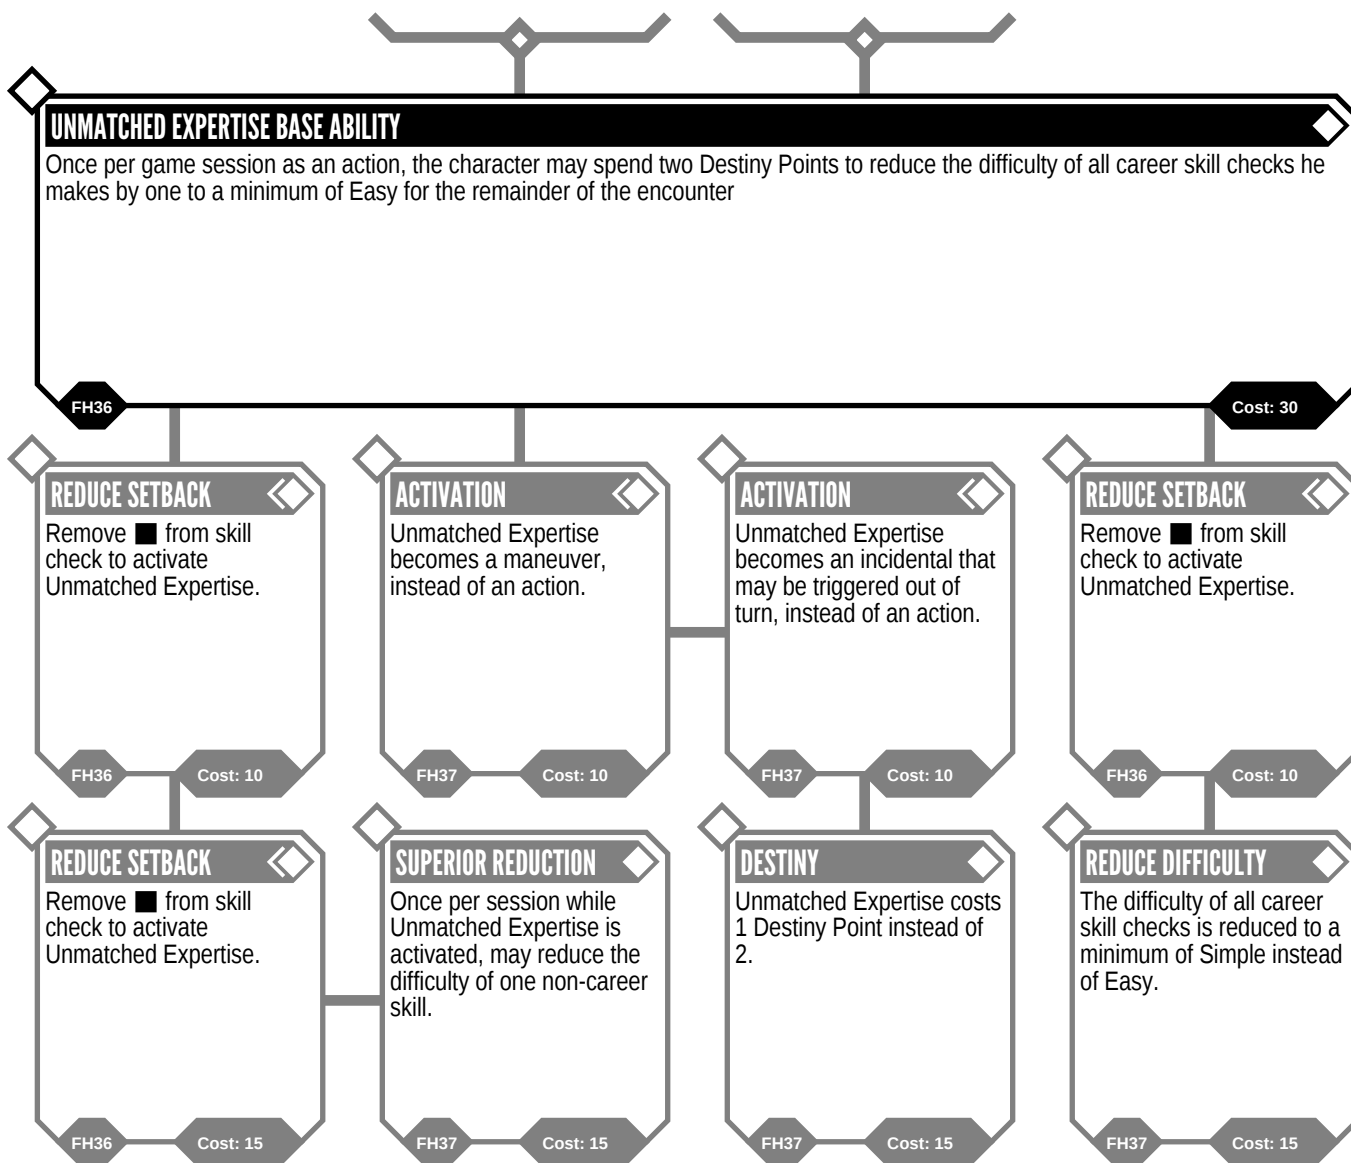 UNMATCHED EXPERTISE BASE ABILITY
Once per game session as an action, the character may spend two Destiny Points to reduce the difficulty of all career skill checks he
makes by one to a minimum of Easy for the remainder of the encounter
FH36
Cost: 30
REDUCE SETBACK
Remove ■ from skill
check to activate
Unmatched Expertise.
FH36
Cost: 10
ACTIVATION
Unmatched Expertise
becomes a maneuver,
instead of an action.
FH37
Cost: 10
ACTIVATION
Unmatched Expertise
becomes an incidental that
may be triggered out of
turn, instead of an action.
FH37
Cost: 10
REDUCE SETBACK
Remove ■ from skill
check to activate
Unmatched Expertise.
FH36
Cost: 10
REDUCE SETBACK
Remove ■ from skill
check to activate
Unmatched Expertise.
FH36
Cost: 15
SUPERIOR REDUCTION
Once per session while
Unmatched Expertise is
activated, may reduce the
difficulty of one non-career
skill.
FH37
Cost: 15
DESTINY
Unmatched Expertise costs
1 Destiny Point instead of
2.
FH37
Cost: 15
REDUCE DIFFICULTY
The difficulty of all career
skill checks is reduced to a
minimum of Simple instead
of Easy.
FH37
Cost: 15